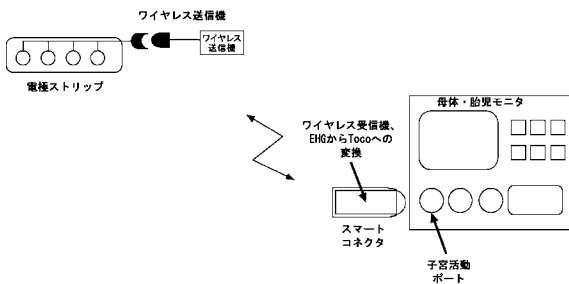 ワイヤレス送信機
ワイヤレス
送信機
電極ストリップ
母体・胎児モニタ
ワイヤレス受信機、
EHGからTocoへの
変換
スマート
コネクタ
子宮活動
ポート